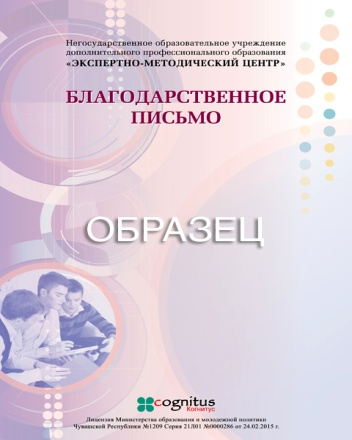 Негосударственное образовательное учреждение
дополнительного профессионального образования
«ЭКСПЕРТНО-МЕТОДИЧЕСКИЙ ЦЕНТР»
БЛАГОДАРСТВЕННОЕ
ПИСЬМО
ОБРАЗЕЦ
cognitus
Когнитус
Лицензия Министерства образования и молодежной политики
Чувашской Республики №1209 Серия 21Л01 №0000286 от 24.02.2015 г.